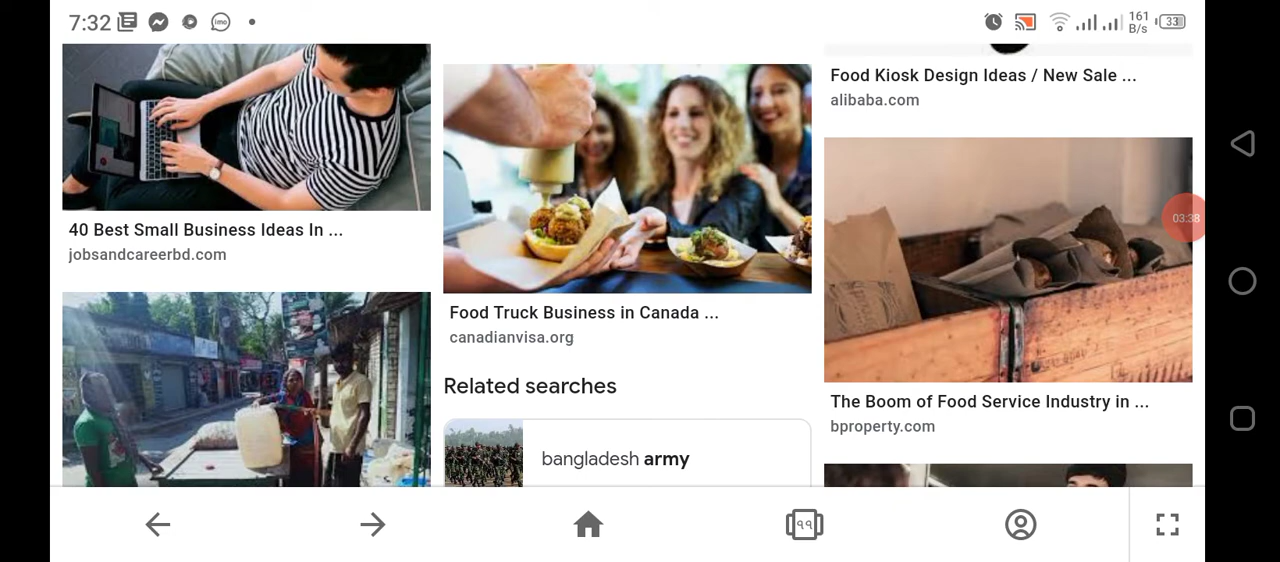 7:32
imo
161
B/s
33
40 Best Small Business Ideas In ...
jobsandcareerbd.com
Food Truck Business in Canada ...
canadianvisa.org
Related searches
bangladesh army
Food Kiosk Design Ideas / New Sale ...
alibaba.com
03:38
The Boom of Food Service Industry in ...
bproperty.com
৭৭